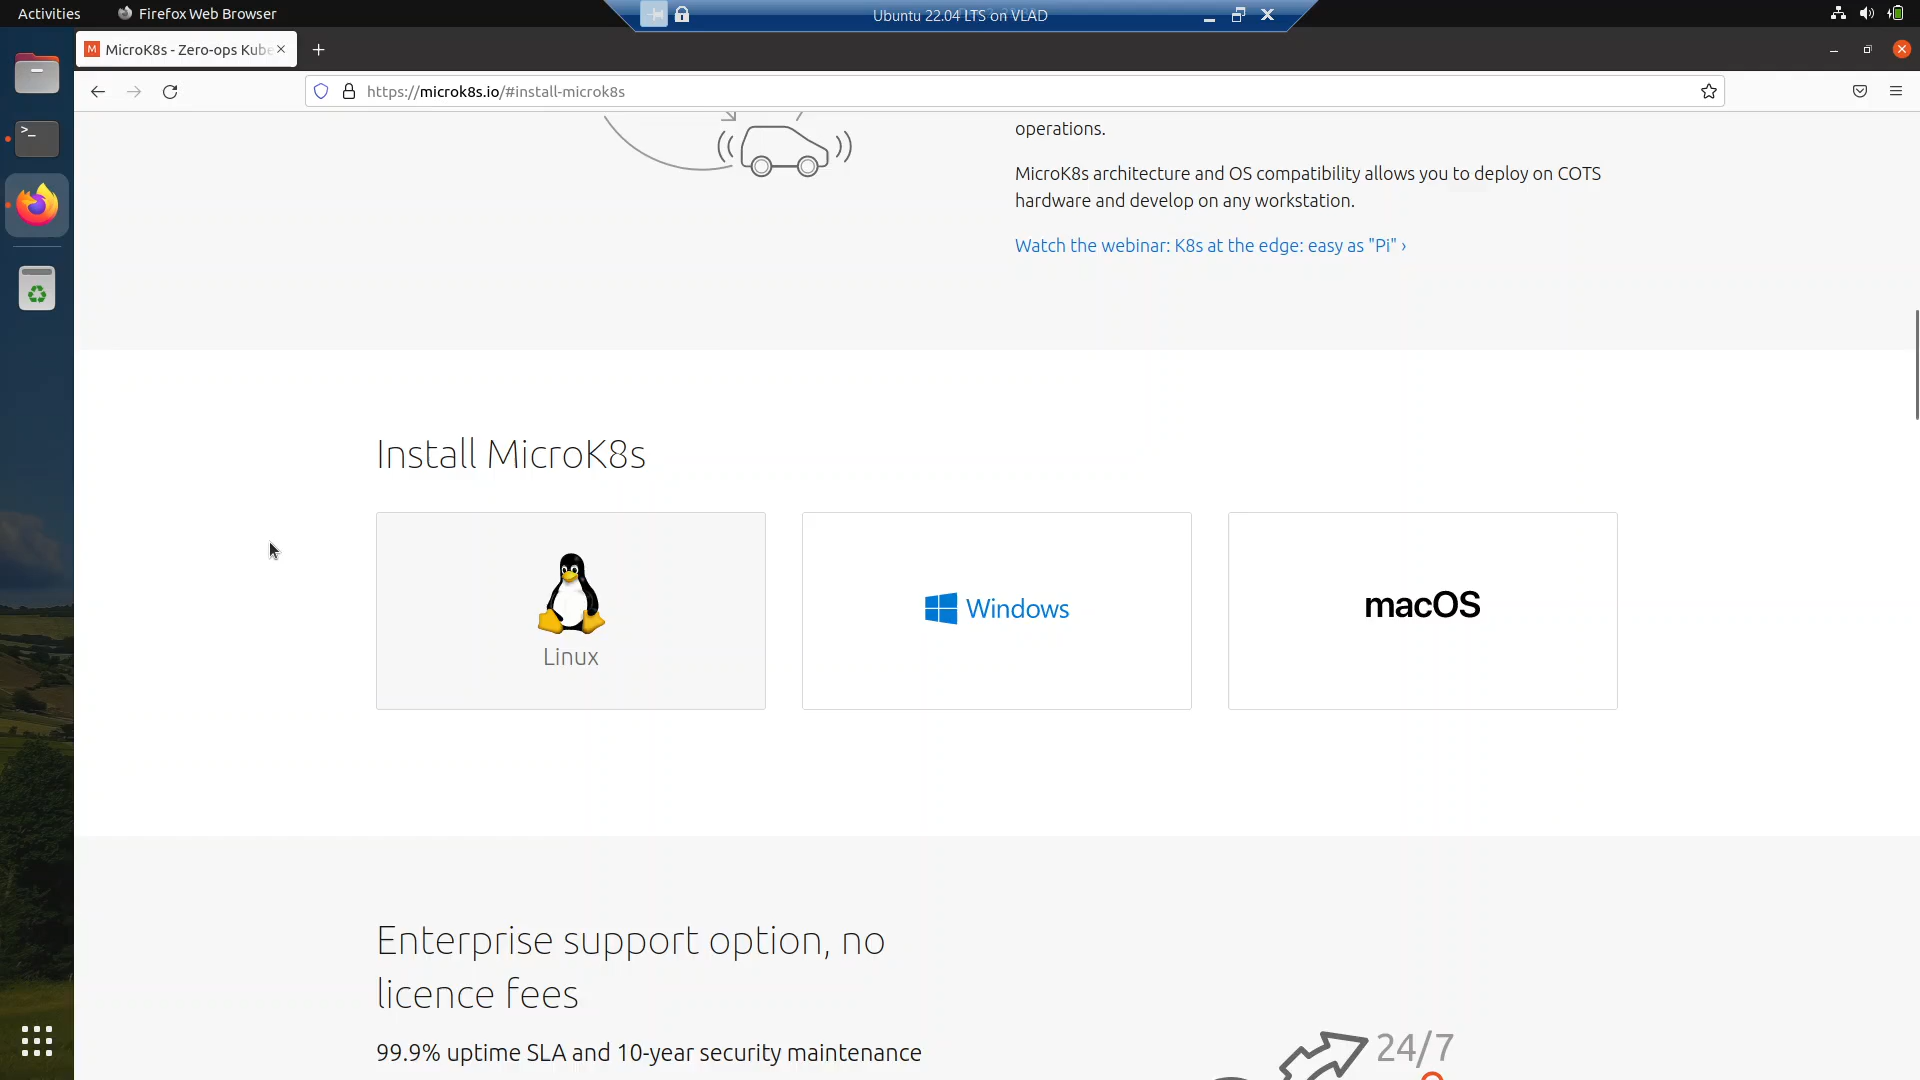 Activities
Firefox Web Browser
Ubuntu 22.04 LTS on VLAD
MicroK8s - Zero-ops Kube
https://microk8s.io/#install-microk8s
operations.
MicroK8s architecture and OS compatibility allows you to deploy on COTS
hardware and develop on any workstation.
Watch the webinar: K8s at the edge: easy as "Pi" ›
Install MicroK8s
Linux
Windows
macOS
Enterprise support option, no
licence fees
99.9% uptime SLA and 10-year security maintenance
24/7